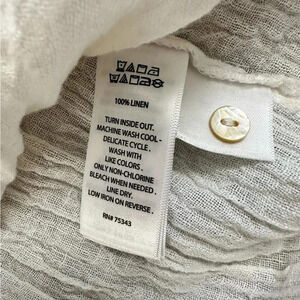 100% LINEN
TURN INSIDE OUT.
MACHINE WASH COOL -
DELICATE CYCLE.
WASH WITH
LIKE COLORS.
ONLY NON-CHLORINE
BLEACH WHEN NEEDED.
LINE DRY.
LOW IRON ON REVERSE.
RN# 75343